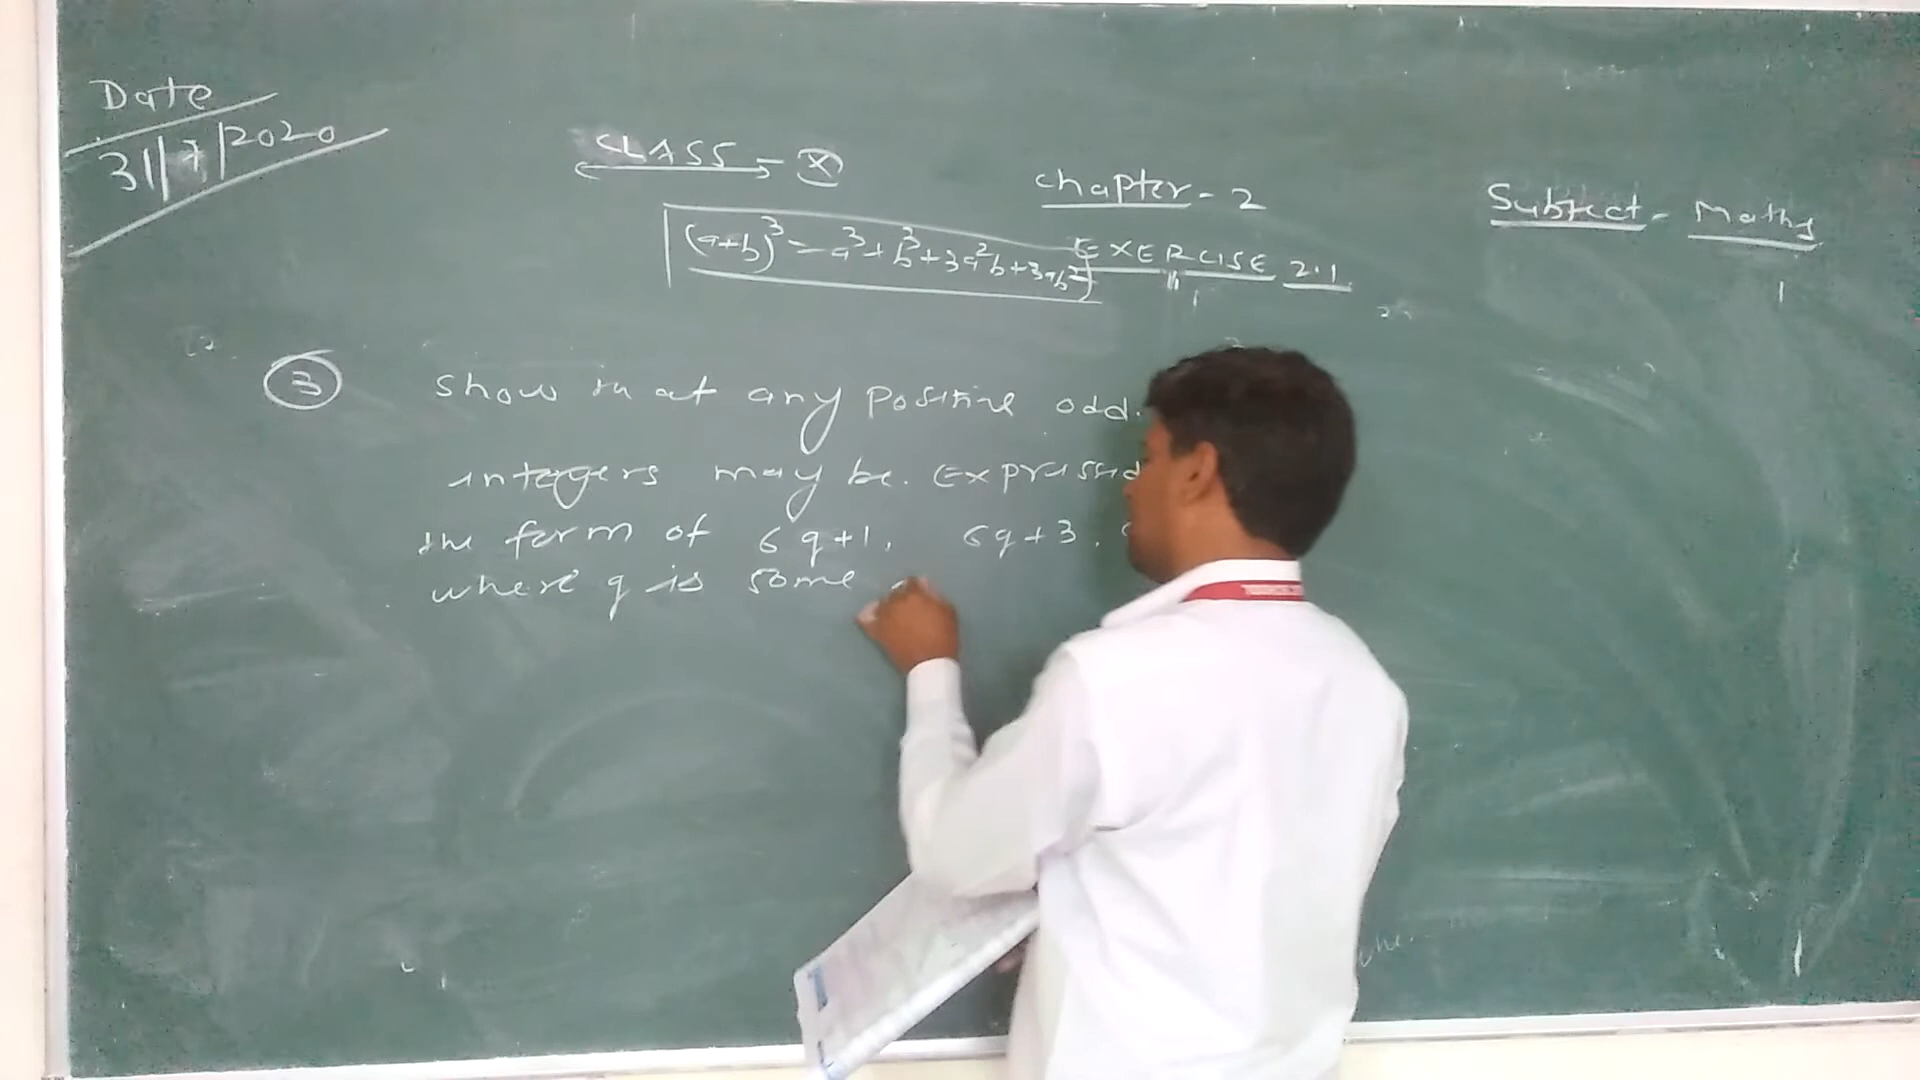 Date
31/7/2020
CLASS - X
Chapter - 2
Subject - Maths
(a+b)³ = a³+b³+3a²b+3ab²
EXERCISE 2.1
3 Show that any positive odd.
integers may be. Expressed
the form of 6q+1, 6q+3.
where q is some